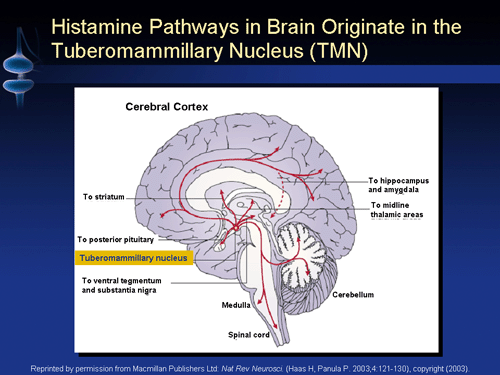 Histamine Pathways in Brain Originate in the
Tuberomammillary Nucleus (TMN)
Cerebral Cortex
To hippocampus
and amygdala
To striatum
To midline
thalamic areas
To posterior pituitary
Tuberomammillary nucleus
To ventral tegmentum
and substantia nigra
Cerebellum
Medulla
Spinal cord
Reprinted by permission from Macmillan Publishers Ltd: Nat Rev Neurosci. (Haas H, Panula P. 2003;4:121-130), copyright (2003).